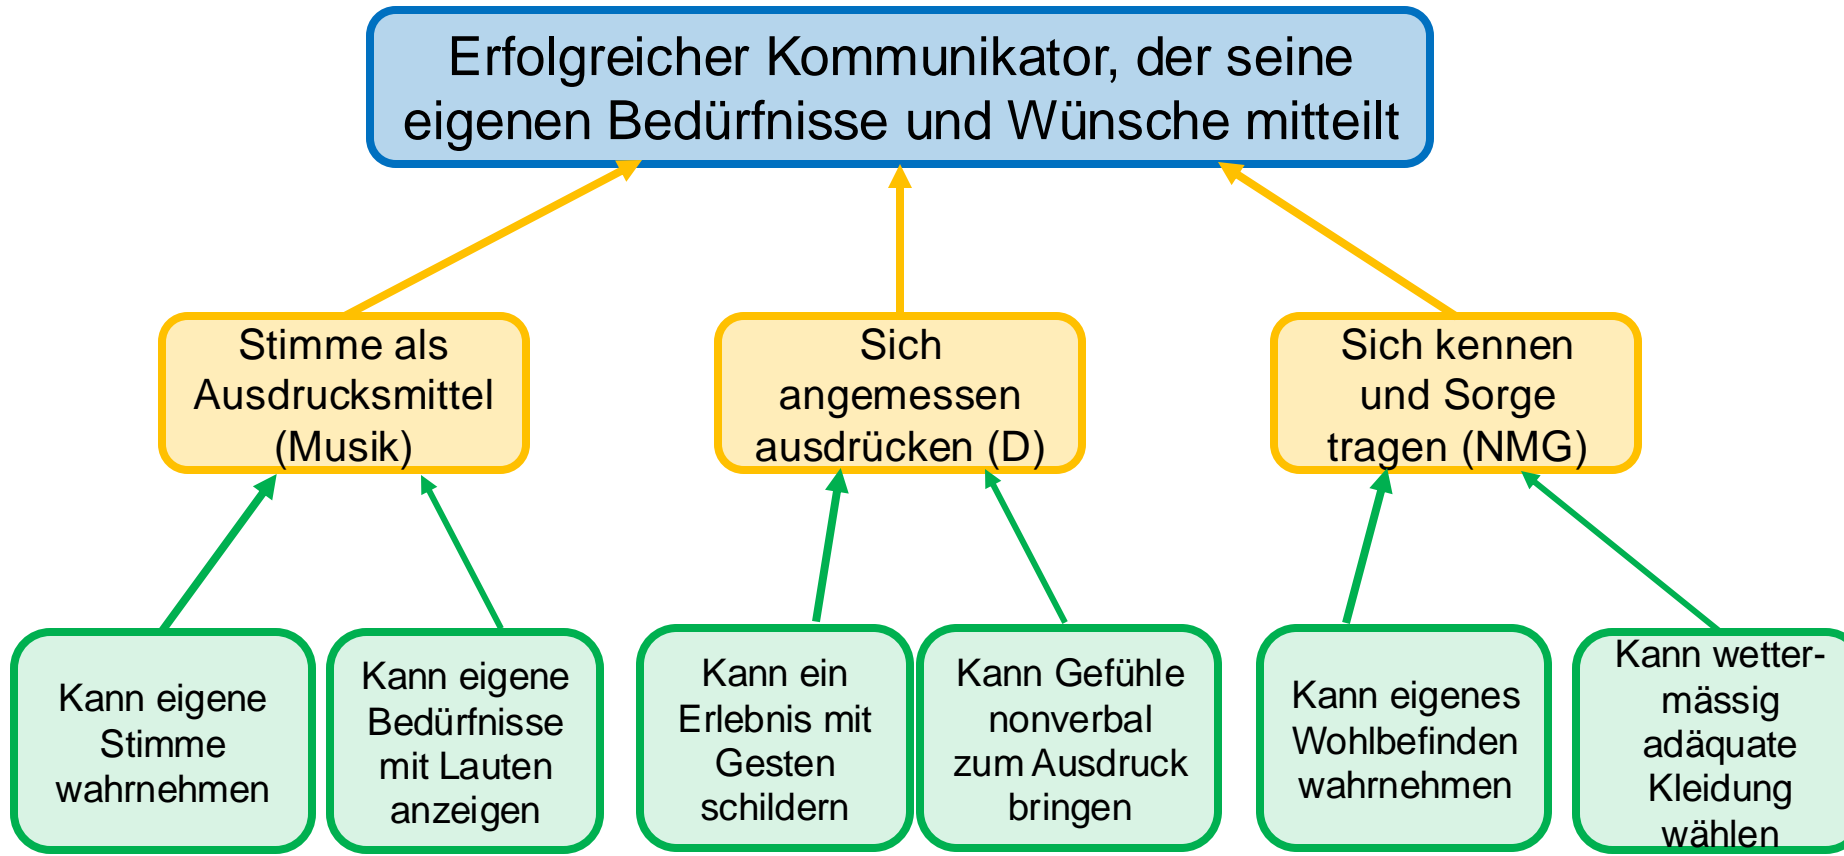 Erfolgreicher Kommunikator, der seine
eigenen Bedürfnisse und Wünsche mitteilt
Stimme als
Ausdrucksmittel
(Musik)
Sich
angemessen
ausdrücken (D)
Sich kennen
und Sorge
tragen (NMG)
Kann eigene
Stimme
wahrnehmen
Kann eigene
Bedürfnisse
mit Lauten
anzeigen
Kann ein
Erlebnis mit
Gesten
schildern
Kann Gefühle
nonverbal
zum Ausdruck
bringen
Kann eigenes
Wohlbefinden
wahrnehmen
Kann wetter-
mässig
adäquate
Kleidung
wählen